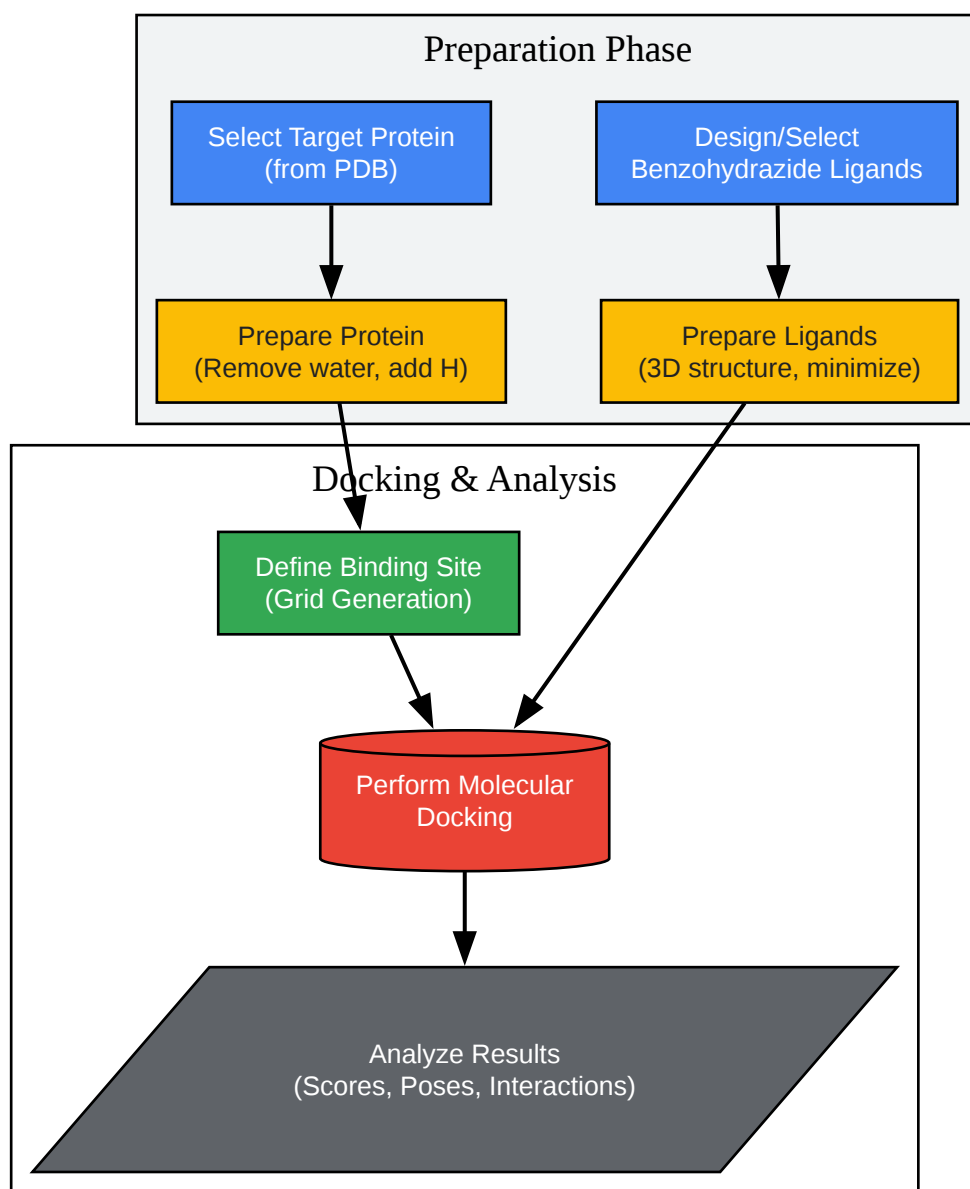 Preparation Phase
Select Target Protein
(from PDB)
Design/Select
Benzohydrazide Ligands
Prepare Protein
(Remove water, add H)
Prepare Ligands
(3D structure, minimize)
Docking & Analysis
Define Binding Site
(Grid Generation)
Perform Molecular
Docking
Analyze Results
(Scores, Poses, Interactions)